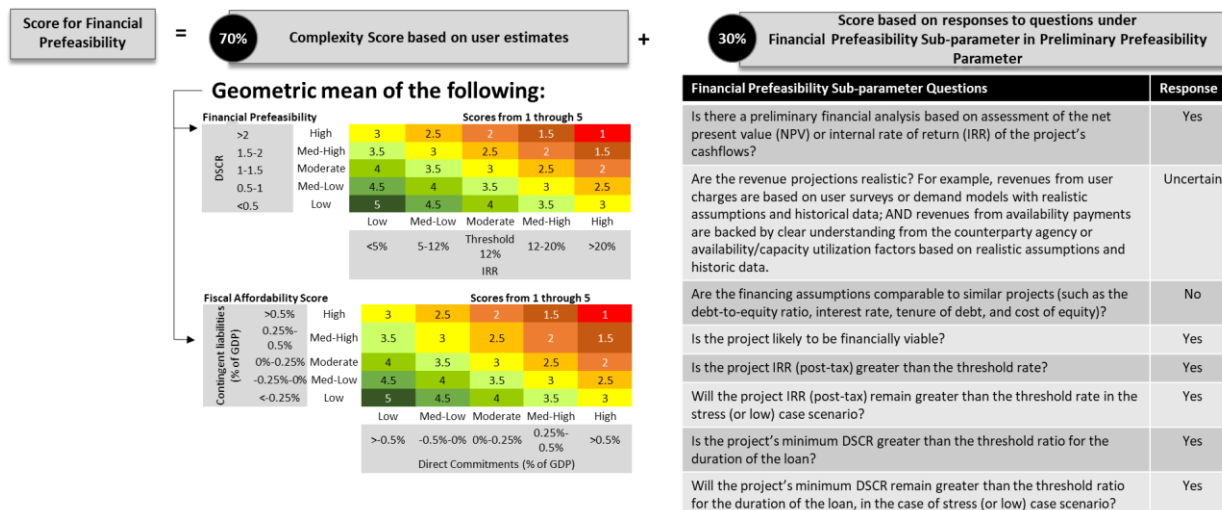 Score for Financial
Prefeasibility
=
70%
Complexity Score based on user estimates
+
30%
Score based on responses to questions under
Financial Prefeasibility Sub-parameter in Preliminary Prefeasibility
Parameter
Geometric mean of the following:
Financial Prefeasibility
Scores from 1 through 5
DSCR
>2 High 3 2.5 2 1.5 1
1.5-2 Med-High 3.5 3 2.5 2 1.5
1-1.5 Moderate 4 3.5 3 2.5 2
0.5-1 Med-Low 4.5 4 3.5 3 2.5
<0.5 Low 5 4.5 4 3.5 3
Low Med-Low Moderate Med-High High
<5% 5-12% Threshold 12-20% >20%
12%
IRR
Fiscal Affordability Score
Scores from 1 through 5
Contingent liabilities
(% of GDP)
>0.5% High 3 2.5 2 1.5 1
0.25%-
0.5% Med-High 3.5 3 2.5 2 1.5
0%-0.25% Moderate 4 3.5 3 2.5 2
-0.25%-0% Med-Low 4.5 4 3.5 3 2.5
<-0.25% Low 5 4.5 4 3.5 3
Low Med-Low Moderate Med-High High
>-0.5% -0.5%-0% 0%-0.25% 0.25%-
0.5% >0.5%
Direct Commitments (% of GDP)
Financial Prefeasibility Sub-parameter Questions Response
Is there a preliminary financial analysis based on assessment of the net Yes
present value (NPV) or internal rate of return (IRR) of the project's
cashflows?
Are the revenue projections realistic? For example, revenues from user Uncertain
charges are based on user surveys or demand models with realistic
assumptions and historical data; AND revenues from availability payments
are backed by clear understanding from the counterparty agency or
availability/capacity utilization factors based on realistic assumptions and
historic data.
Are the financing assumptions comparable to similar projects (such as the No
debt-to-equity ratio, interest rate, tenure of debt, and cost of equity)?
Is the project likely to be financially viable? Yes
Is the project IRR (post-tax) greater than the threshold rate? Yes
Will the project IRR (post-tax) remain greater than the threshold rate in the Yes
stress (or low) case scenario?
Is the project's minimum DSCR greater than the threshold ratio for the Yes
duration of the loan?
Will the project's minimum DSCR remain greater than the threshold ratio Yes
for the duration of the loan, in the case of stress (or low) case scenario?